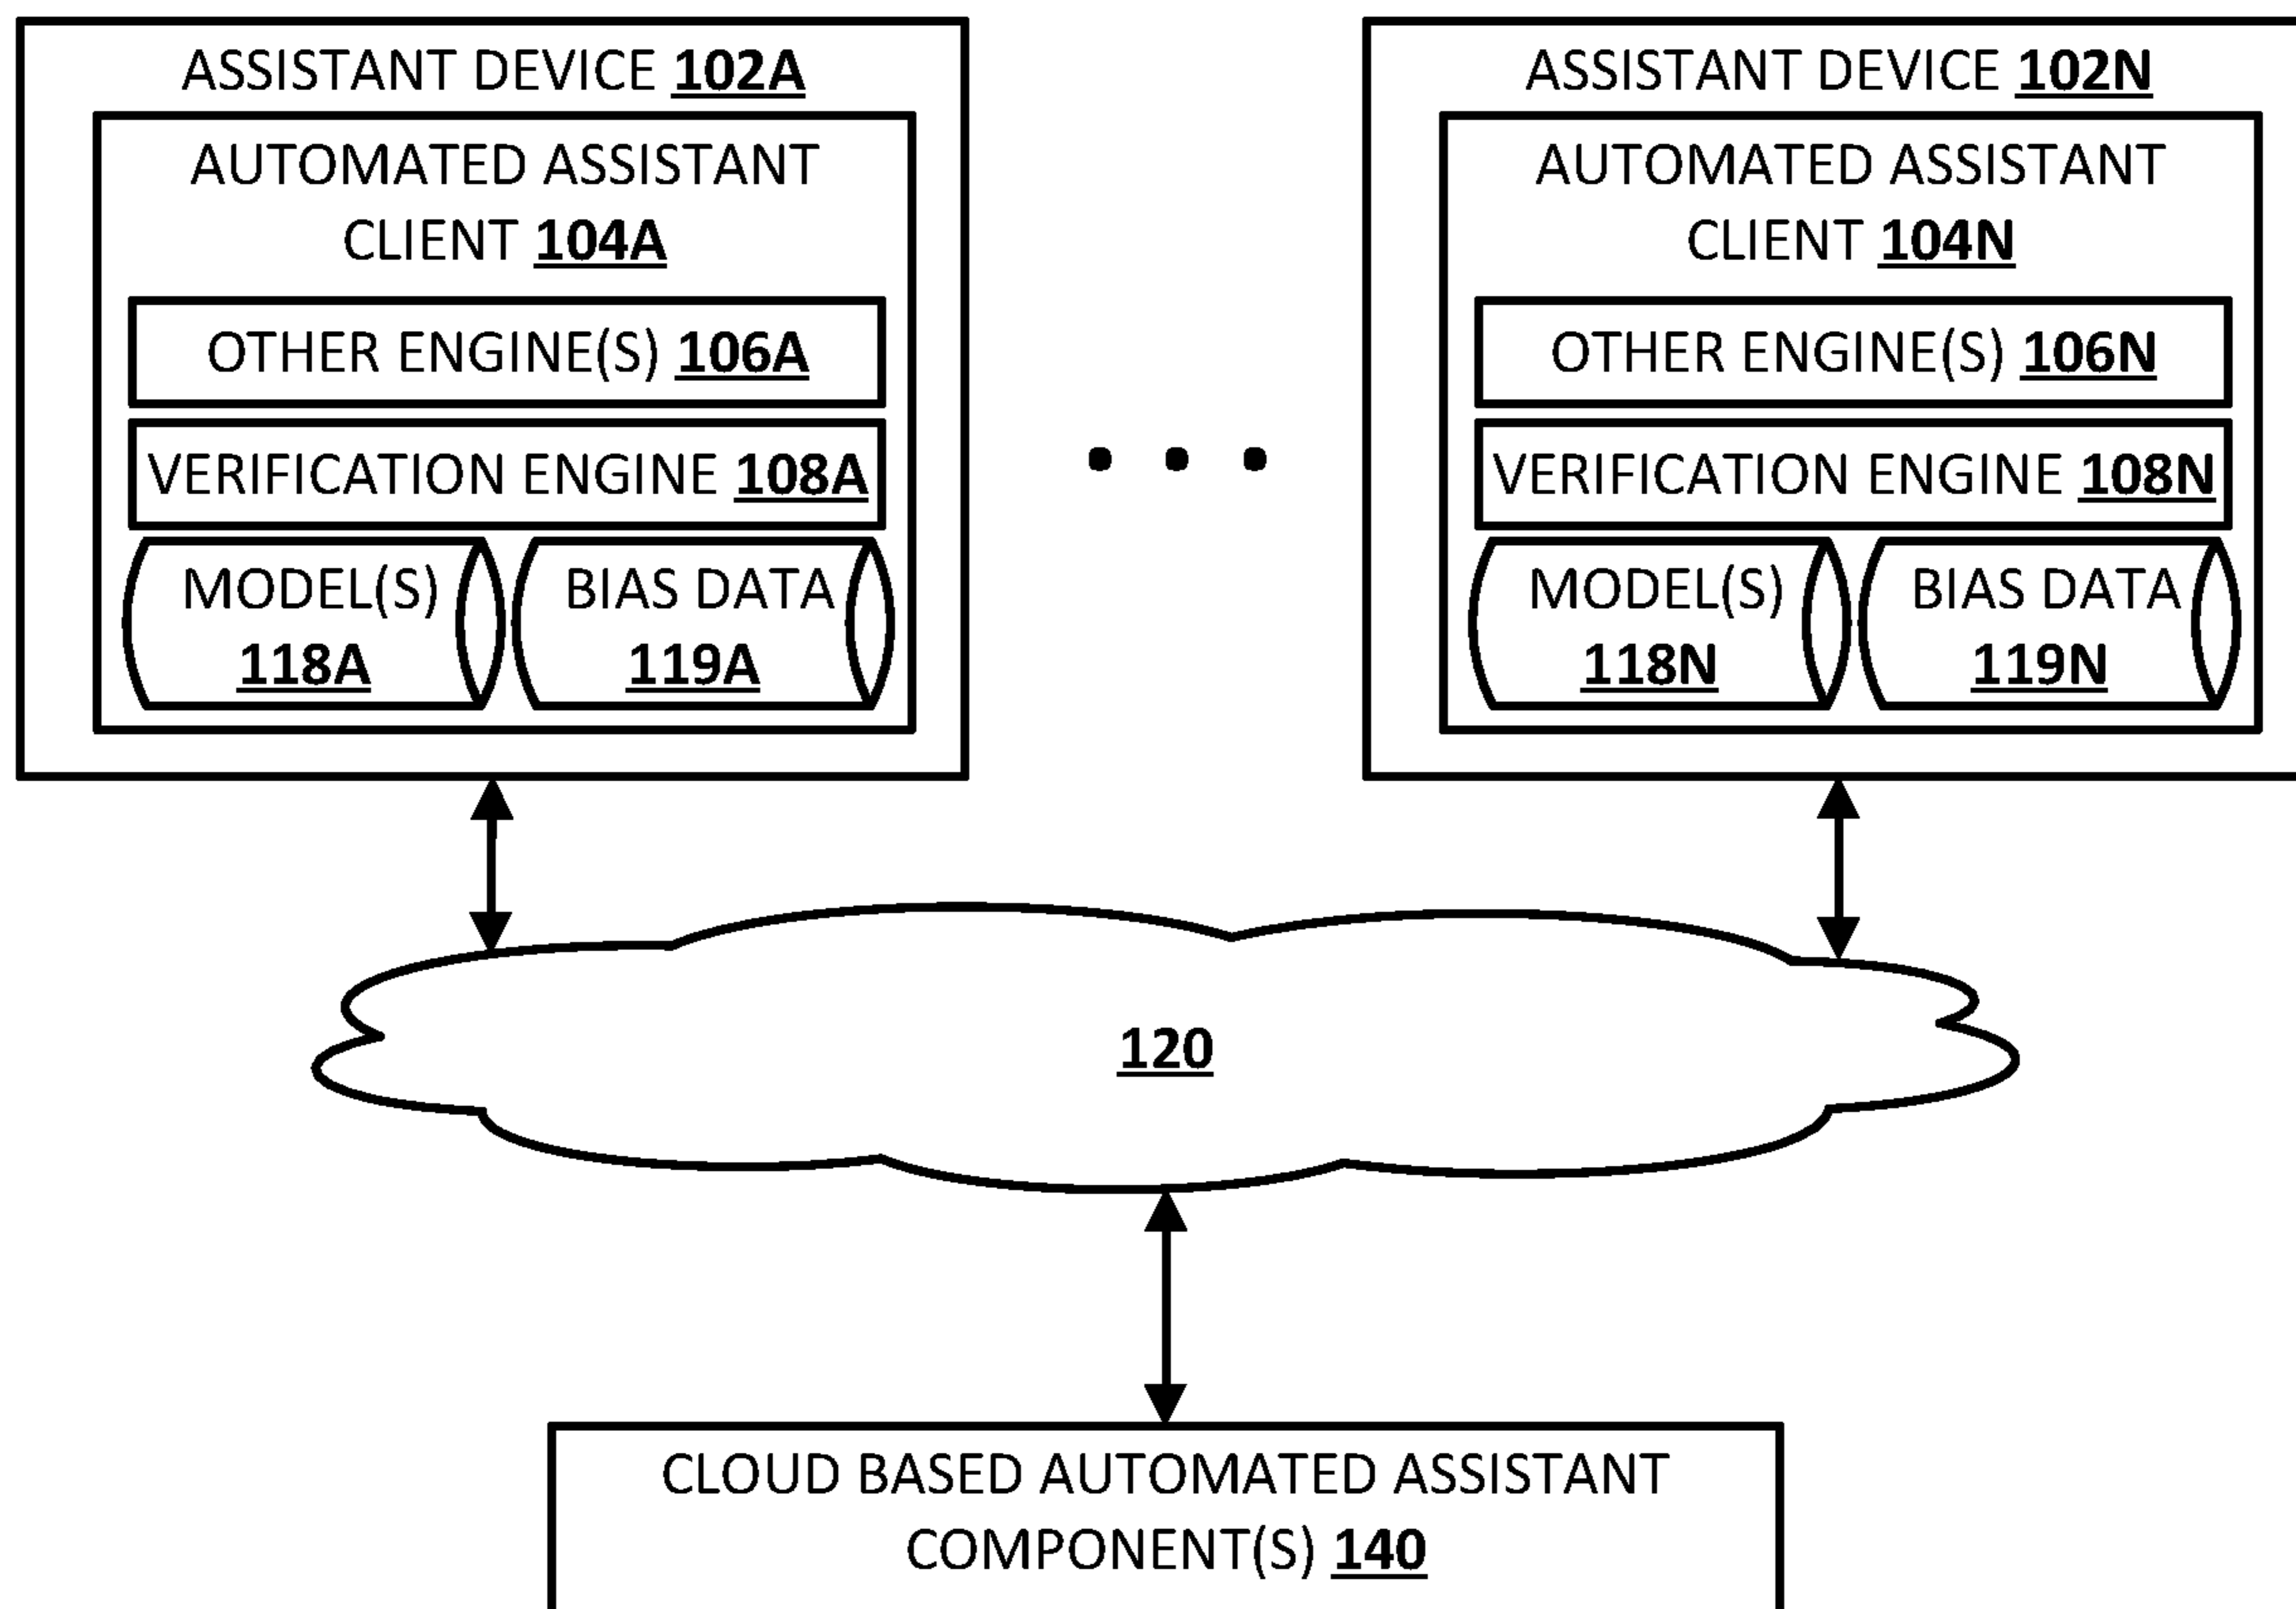 ASSISTANT DEVICE 102A
AUTOMATED ASSISTANT
CLIENT 104A
OTHER ENGINE(S) 106A
VERIFICATION ENGINE 108A
MODEL(S)
118A
BIAS DATA
119A
ASSISTANT DEVICE 102N
AUTOMATED ASSISTANT
CLIENT 104N
OTHER ENGINE(S) 106N
VERIFICATION ENGINE 108N
MODEL(S)
118N
BIAS DATA
119N
120
CLOUD BASED AUTOMATED ASSISTANT
COMPONENT(S) 140